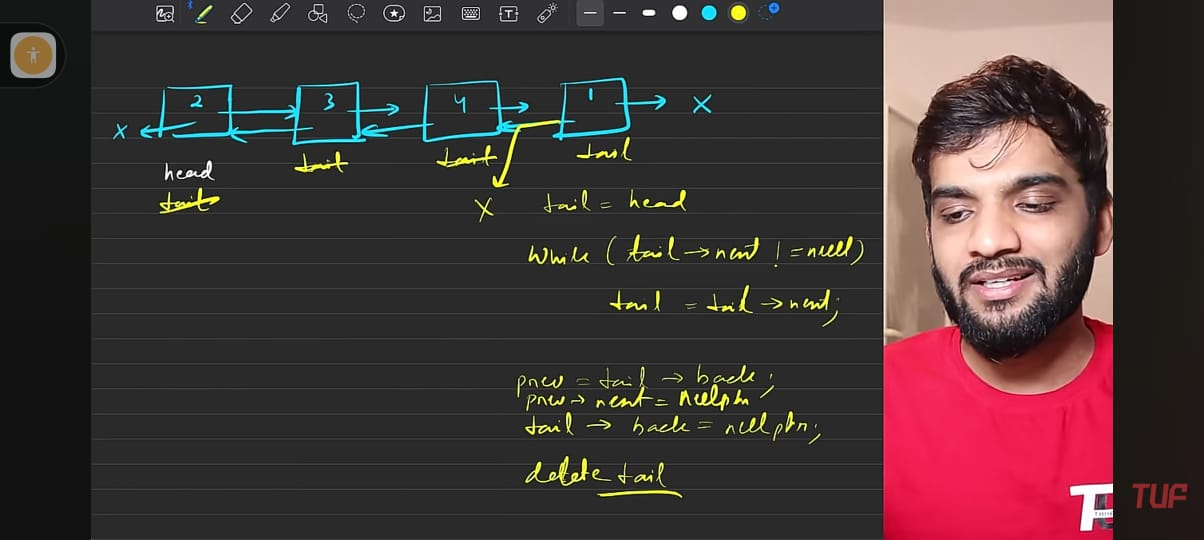 2 3 4 1 X
X
tail tail tail
head
tail
X tail = head
while (tail → next != null)
tail = tail → next;
prev = tail → back;
prev → next = nullptr
tail → back = nullptr;
delete tail
TUF